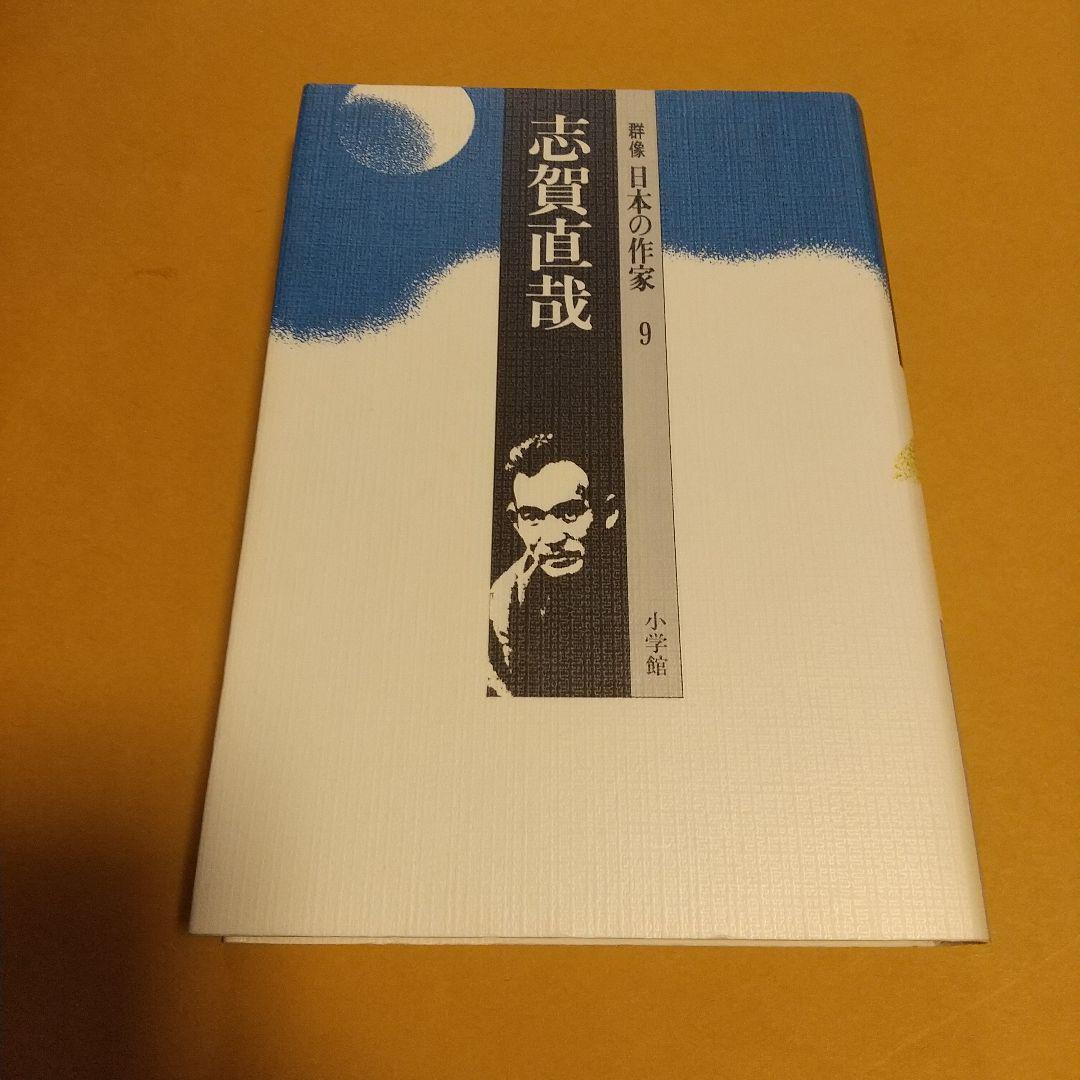 群像 日本の作家 9
志賀直哉
小学館